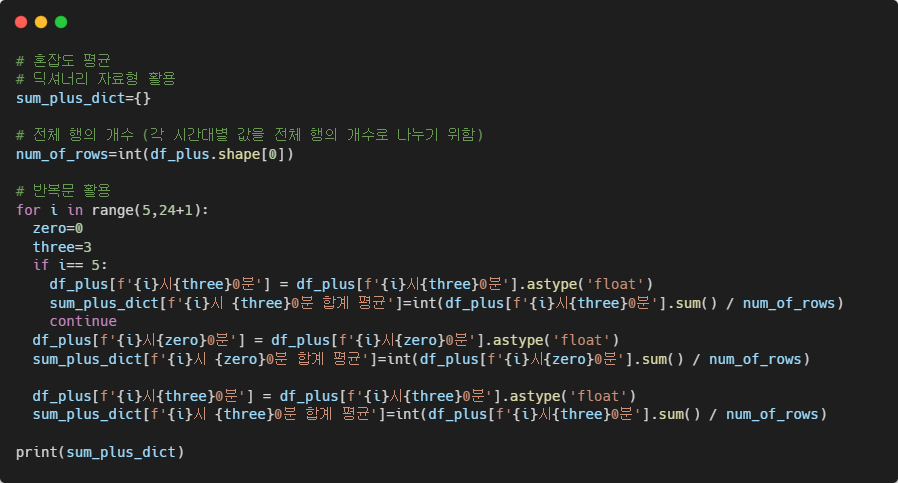 # 혼잡도 평균
# 딕셔너리 자료형 활용
sum_plus_dict={}
# 전체 행의 개수 (각 시간대별 값을 전체 행의 개수로 나누기 위함)
num_of_rows=int(df_plus.shape[0])
# 반복문 활용
for i in range(5,24+1):
  zero=0
  three=3
  if i== 5:
    df_plus[f'{i}시{three}0분'] = df_plus[f'{i}시{three}0분'].astype('float')
    sum_plus_dict[f'{i}시 {three}0분 합계 평균']=int(df_plus[f'{i}시{three}0분'].sum() / num_of_rows)
    continue
  df_plus[f'{i}시{zero}0분'] = df_plus[f'{i}시{zero}0분'].astype('float')
  sum_plus_dict[f'{i}시 {zero}0분 합계 평균']=int(df_plus[f'{i}시{zero}0분'].sum() / num_of_rows)
  df_plus[f'{i}시{three}0분'] = df_plus[f'{i}시{three}0분'].astype('float')
  sum_plus_dict[f'{i}시 {three}0분 합계 평균']=int(df_plus[f'{i}시{three}0분'].sum() / num_of_rows)
print(sum_plus_dict)